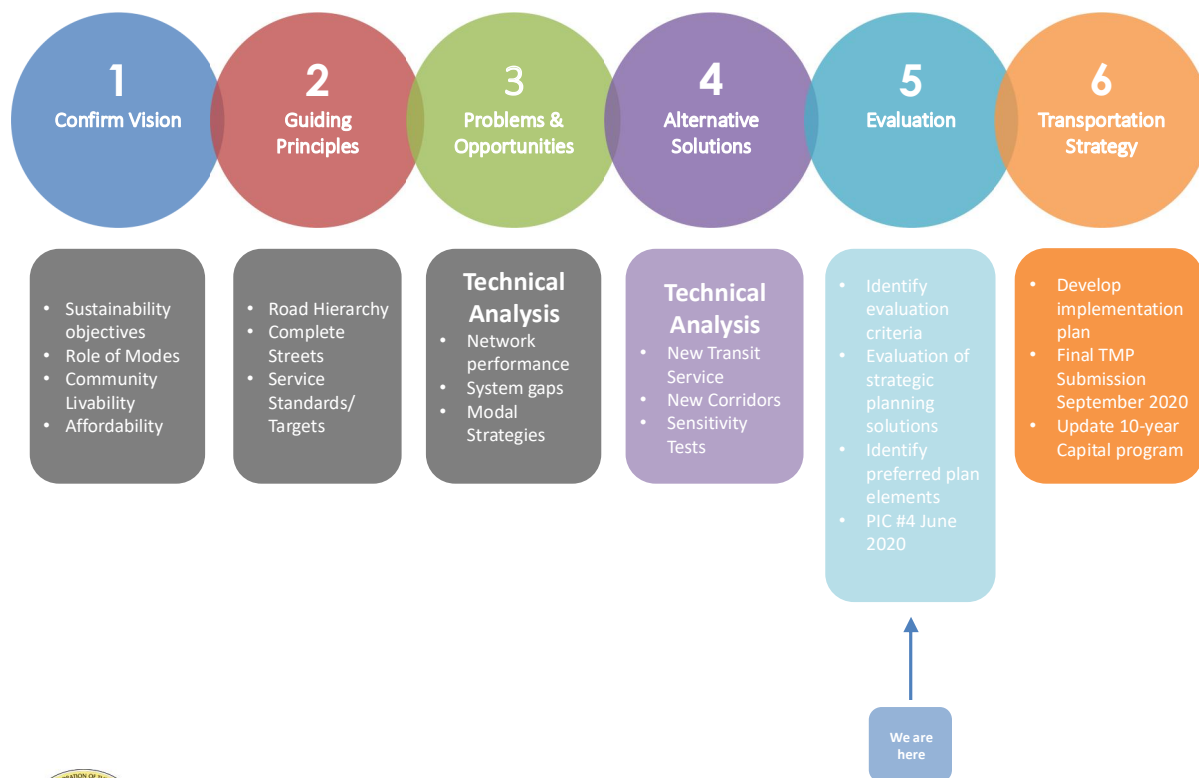 1
Confirm Vision
2
Guiding
Principles
3
Problems &
Opportunities
4
Alternative
Solutions
5
Evaluation
6
Transportation
Strategy
• Sustainability
objectives
• Role of Modes
• Community
Livability
• Affordability
• Road Hierarchy
• Complete
Streets
• Service
Standards/
Targets
Technical
Analysis
• Network
performance
• System gaps
• Modal
Strategies
Technical
Analysis
• New Transit
Service
• New Corridors
• Sensitivity
Tests
• Identify
evaluation
criteria
• Evaluation of
strategic
planning
solutions
• Identify
preferred plan
elements
• PIC #4 June
2020
• Develop
implementation
plan
• Final TMP
Submission
September 2020
• Update 10-year
Capital program
We are
here